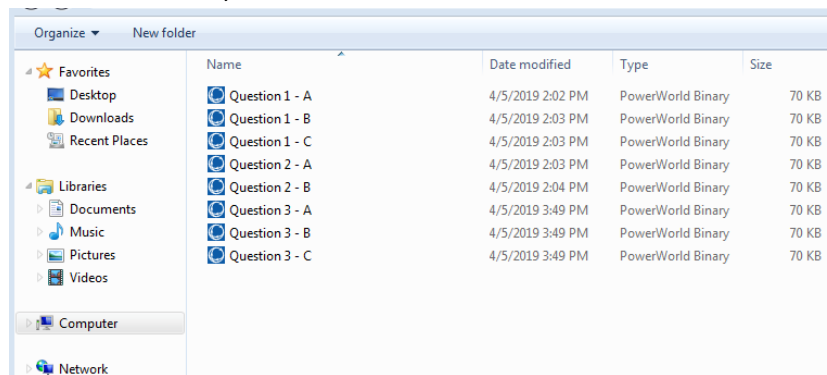 Organize New folder
Name Date modified Type Size
Favorites
Desktop
Downloads
Recent Places
Libraries
Documents
Music
Pictures
Videos
Computer
Network
Question 1 - A 4/5/2019 2:02 PM PowerWorld Binary 70 KB
Question 1 - B 4/5/2019 2:03 PM PowerWorld Binary 70 KB
Question 1 - C 4/5/2019 2:03 PM PowerWorld Binary 70 KB
Question 2 - A 4/5/2019 2:03 PM PowerWorld Binary 70 KB
Question 2 - B 4/5/2019 2:04 PM PowerWorld Binary 70 KB
Question 3 - A 4/5/2019 3:49 PM PowerWorld Binary 70 KB
Question 3 - B 4/5/2019 3:49 PM PowerWorld Binary 70 KB
Question 3 - C 4/5/2019 3:49 PM PowerWorld Binary 70 KB